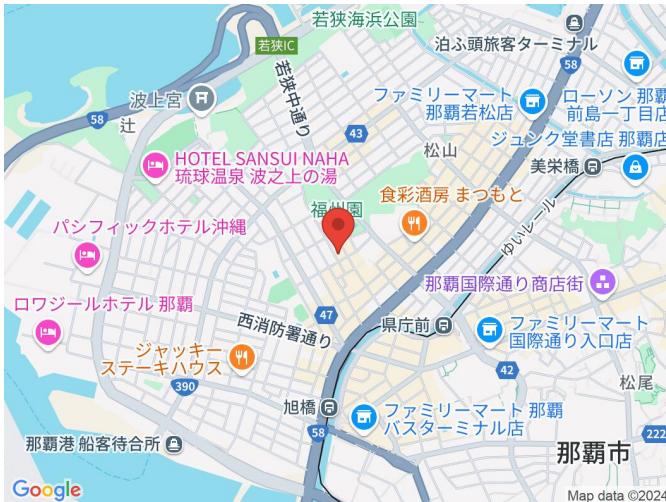 若狭海浜公園
泊ふ頭旅客ターミナル
若狭IC
若狭中通り
58
波上宮
58
ファミリーマート
那覇若松店
ローソン 那覇
前島一丁目店
辻
43
松山
ジュンク堂書店 那覇店
美栄橋
HOTEL SANSUI NAHA
琉球温泉 波之上の湯
食彩酒房 まつもと
福州園
ゆいレール
パシフィックホテル沖縄
那覇国際通り商店街
ロワジールホテル 那覇
47
県庁前
西消防署通り
ファミリーマート
国際通り入口店
ジャッキー
ステーキハウス
42
390
松尾
旭橋
ファミリーマート 那覇
バスターミナル店
58
222
那覇港 船客待合所
那覇市
Google
Map data ©2024